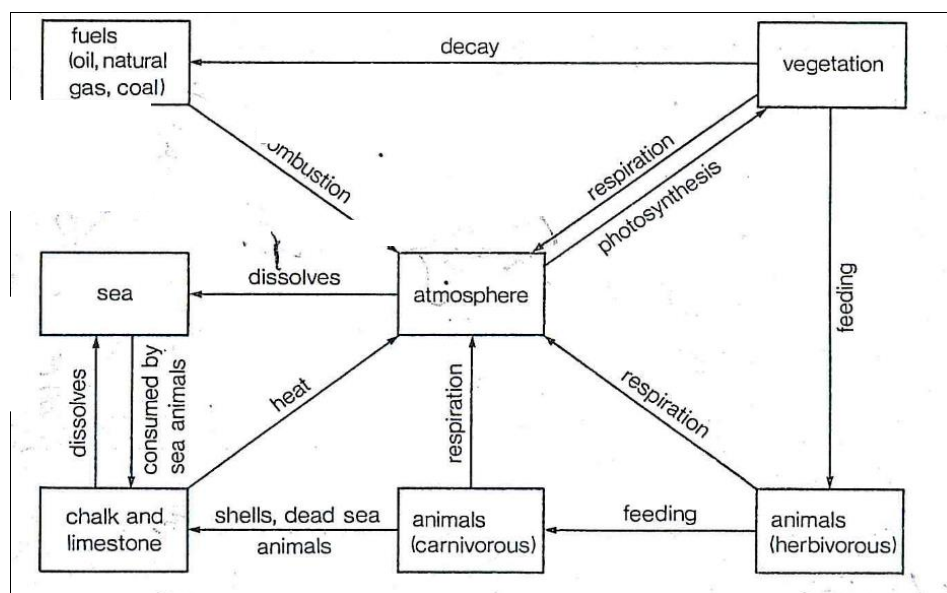 fuels
(oil, natural
gas, coal)
decay
vegetation
ombustion
respiration
photosynthesis
sea
dissolves
atmosphere
feeding
dissolves
consumed by
sea animals
heat
respiration
respiration
chalk and
limestone
shells, dead sea
animals
animals
(carnivorous)
feeding
animals
(herbivorous)